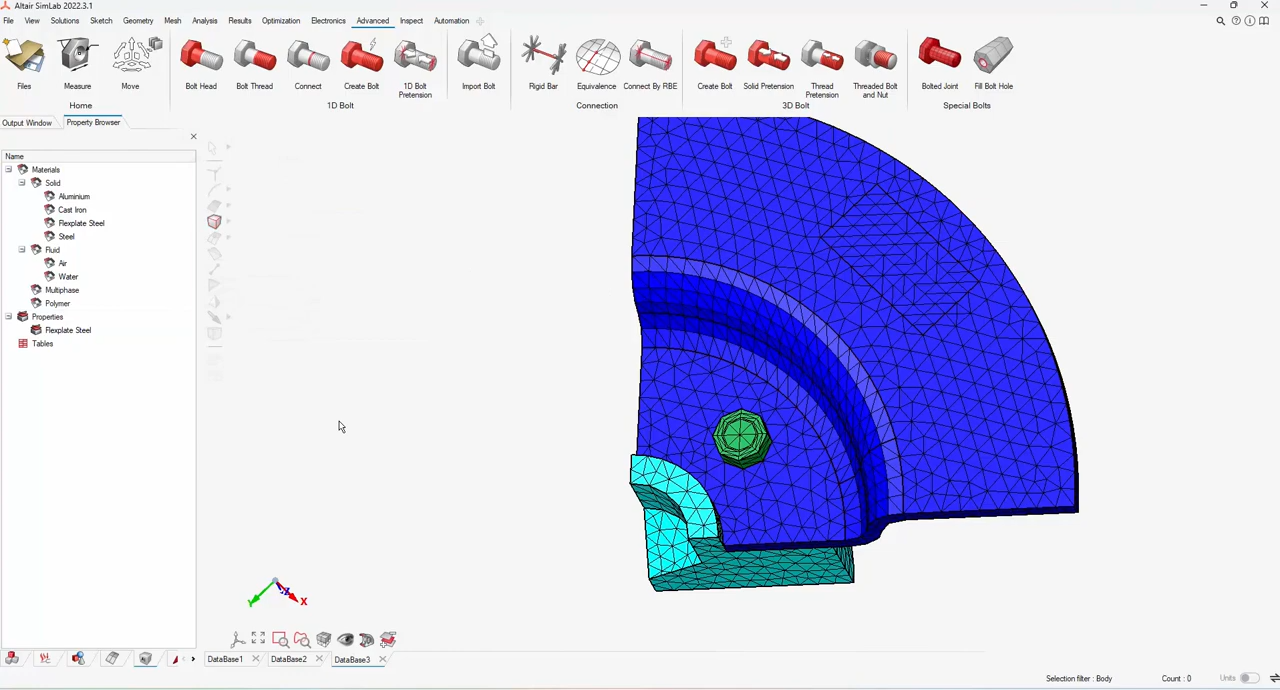 Altair SimLab 2022.3.1
File View Solutions Sketch Geometry Mesh Analysis Results Optimization Electronics Advanced Inspect Automation
Files Measure Move Bolt Head Bolt Thread Connect Create Bolt 1D Bolt Pretension Import Bolt Rigid Bar Equivalence Connect By RBE Create Bolt Solid Pretension Thread Pretension Threaded Bolt and Nut Bolted Joint Fill Bolt Hole
Home 1D Bolt Connection 3D Bolt Special Bolts
Output Window Property Browser
Name
Materials
Solid
Aluminium
Cast Iron
Flexplate Steel
Steel
Fluid
Air
Water
Multiphase
Polymer
Properties
Flexplate Steel
Tables
Y X
DataBase1 DataBase2 DataBase3
Selection filter : Body Count : 0 Units